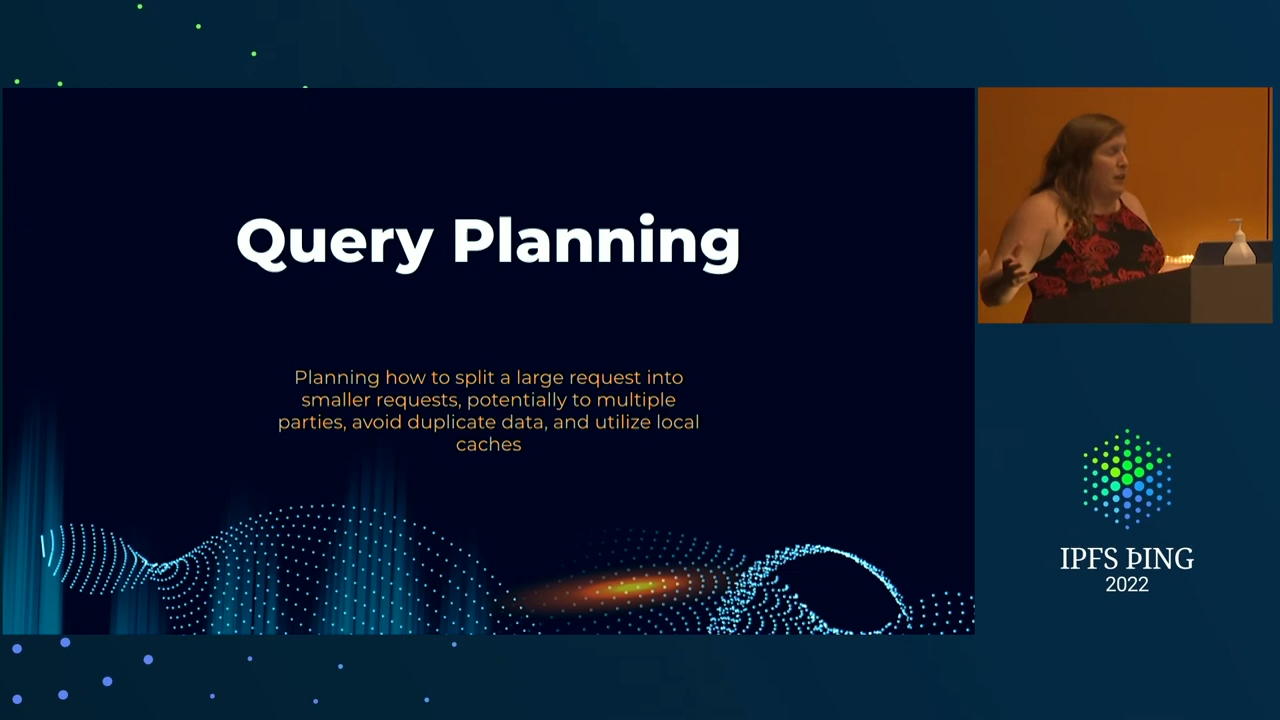 Query Planning
Planning how to split a large request into
smaller requests, potentially to multiple
parties, avoid duplicate data, and utilize local
caches
IPFS ÞING
2022